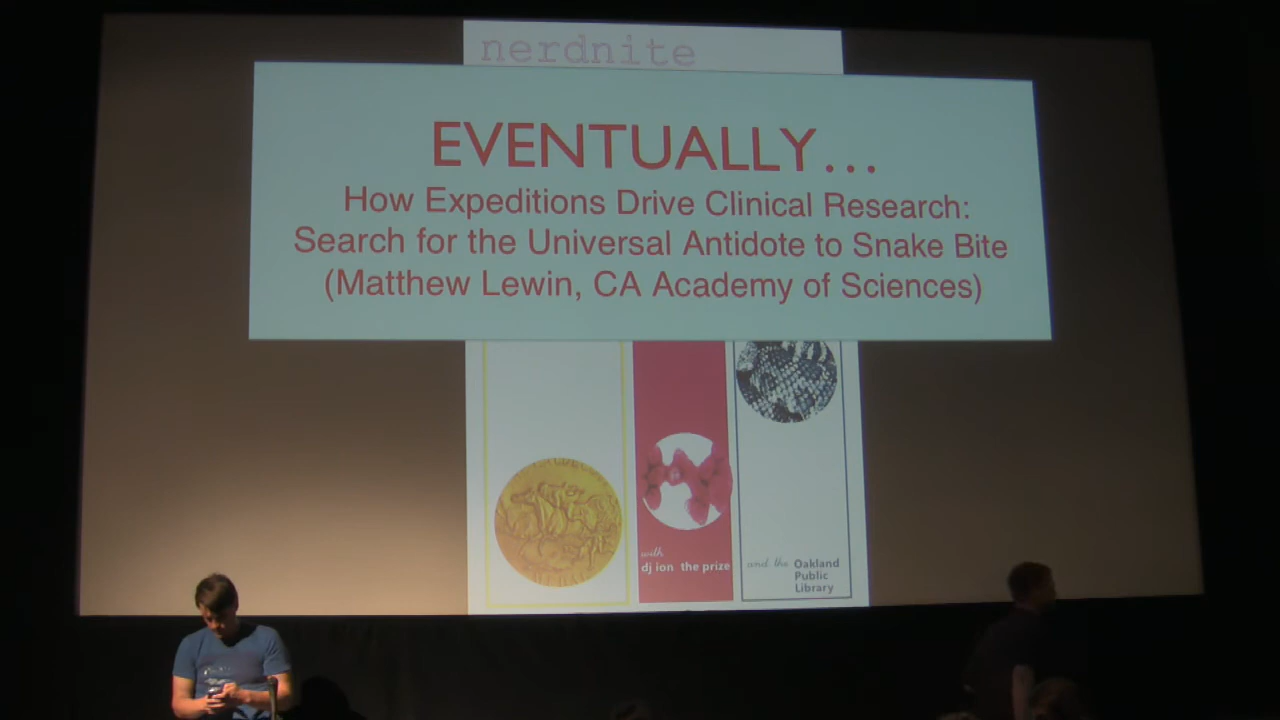 nerdnite
EVENTUALLY...
How Expeditions Drive Clinical Research:
Search for the Universal Antidote to Snake Bite
(Matthew Lewin, CA Academy of Sciences)
with
dj ion the prize
and the Oakland
Public
Library